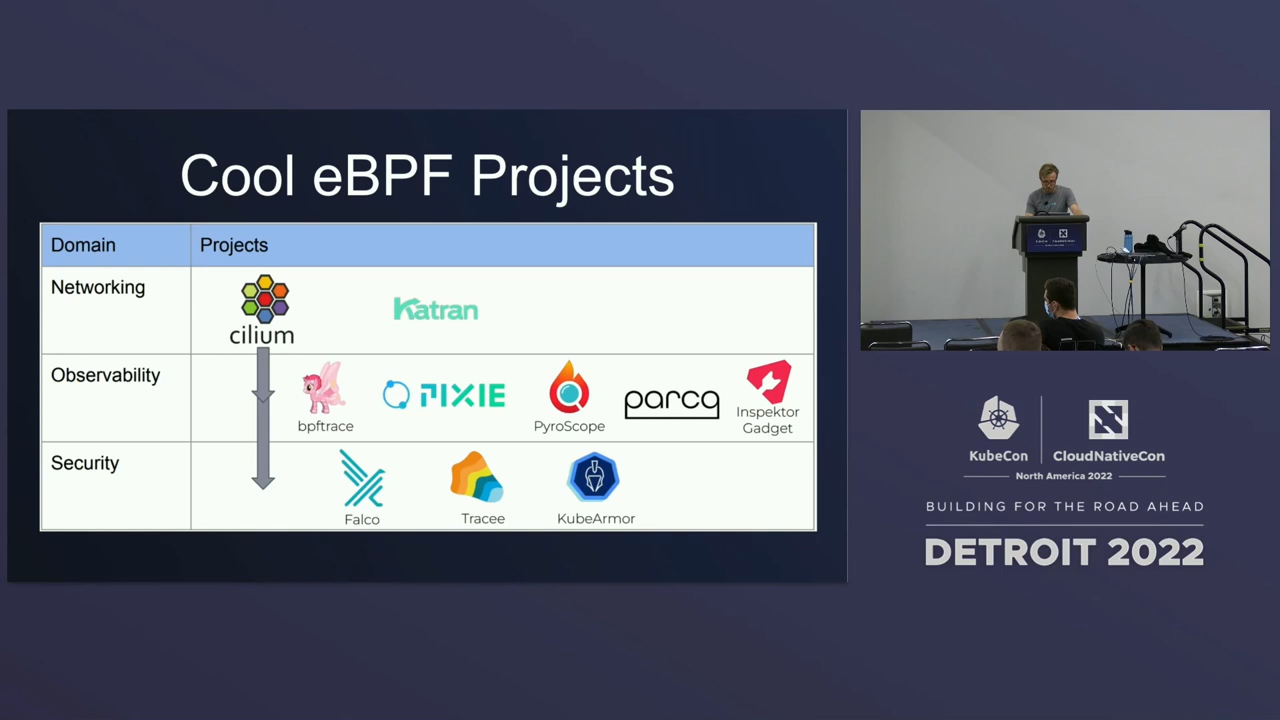 Cool eBPF Projects
Domain
Projects
Networking
cilium
Katran
Observability
bpftrace
PIXIE
PyroScope
parca
Inspektor
Gadget
Security
Falco
Tracee
KubeArmor
KubeCon
CloudNativeCon
North America 2022
BUILDING FOR THE ROAD AHEAD
DETROIT 2022